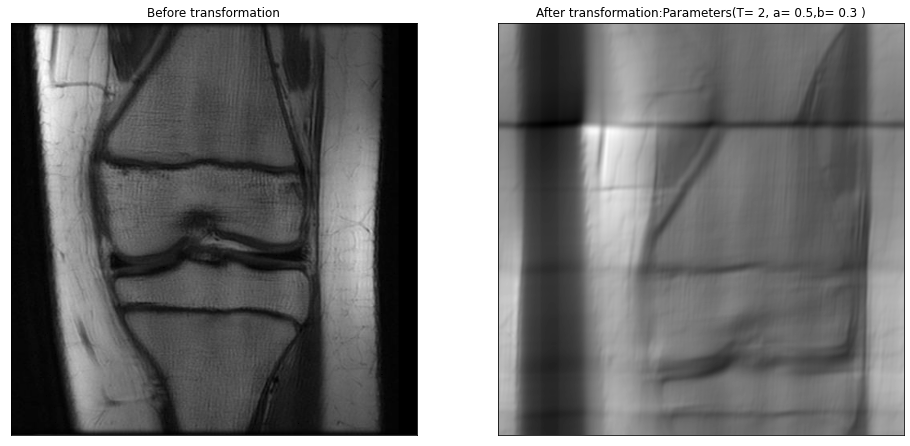 Before transformation
After transformation:Parameters(T= 2, a= 0.5,b= 0.3 )